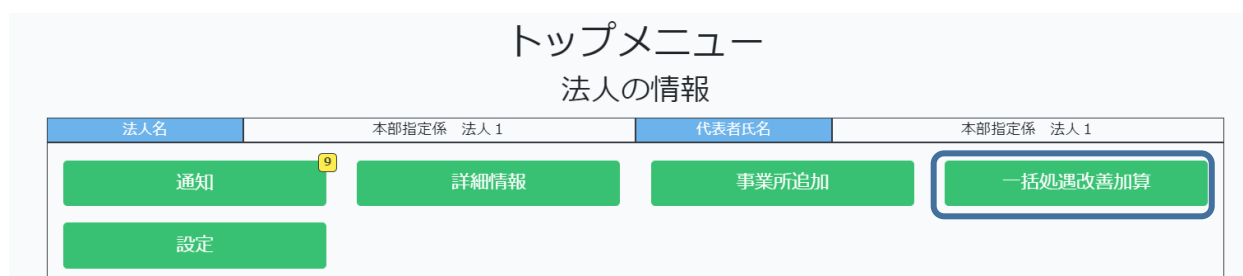 トップメニュー
法人の情報
法人名 本部指定係 法人1 代表者氏名 本部指定係 法人1
通知 9 詳細情報 事業所追加 一括処遇改善加算
設定